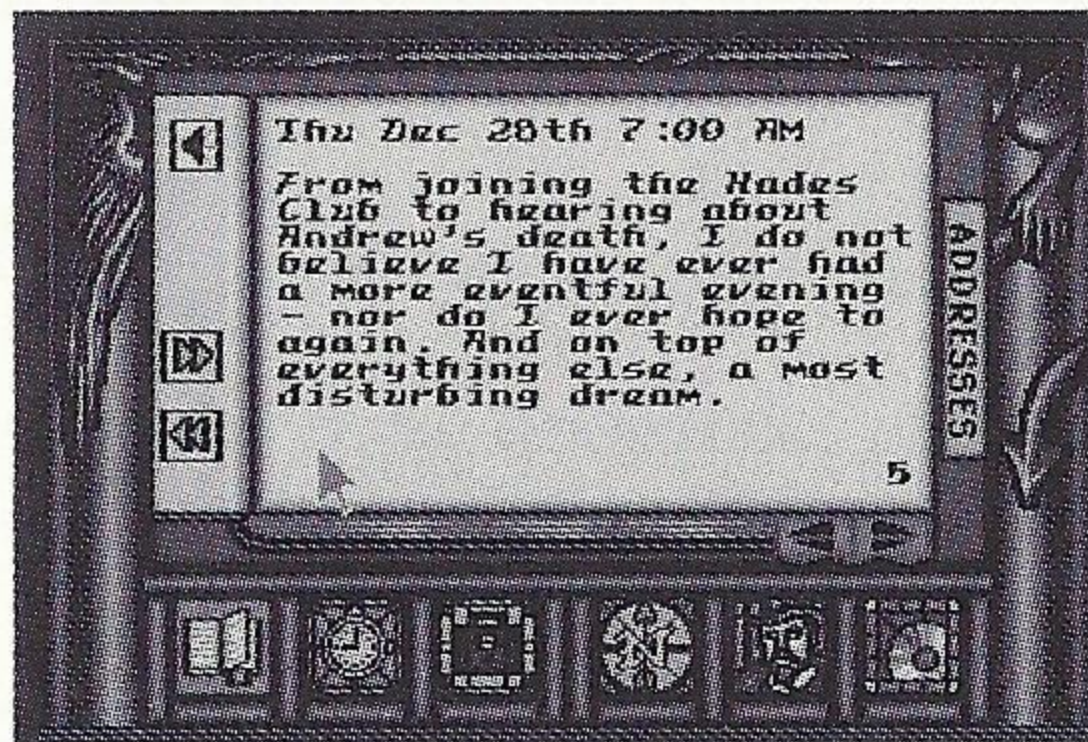 Thu Dec 28th 7:00 AM
From joining the Hades
Club to hearing about
Andrew's death, I do not
believe I have ever had
a more eventful evening
- nor do I ever hope to
again. And on top of
everything else, a most
disturbing dream.
5
ADDRESSES